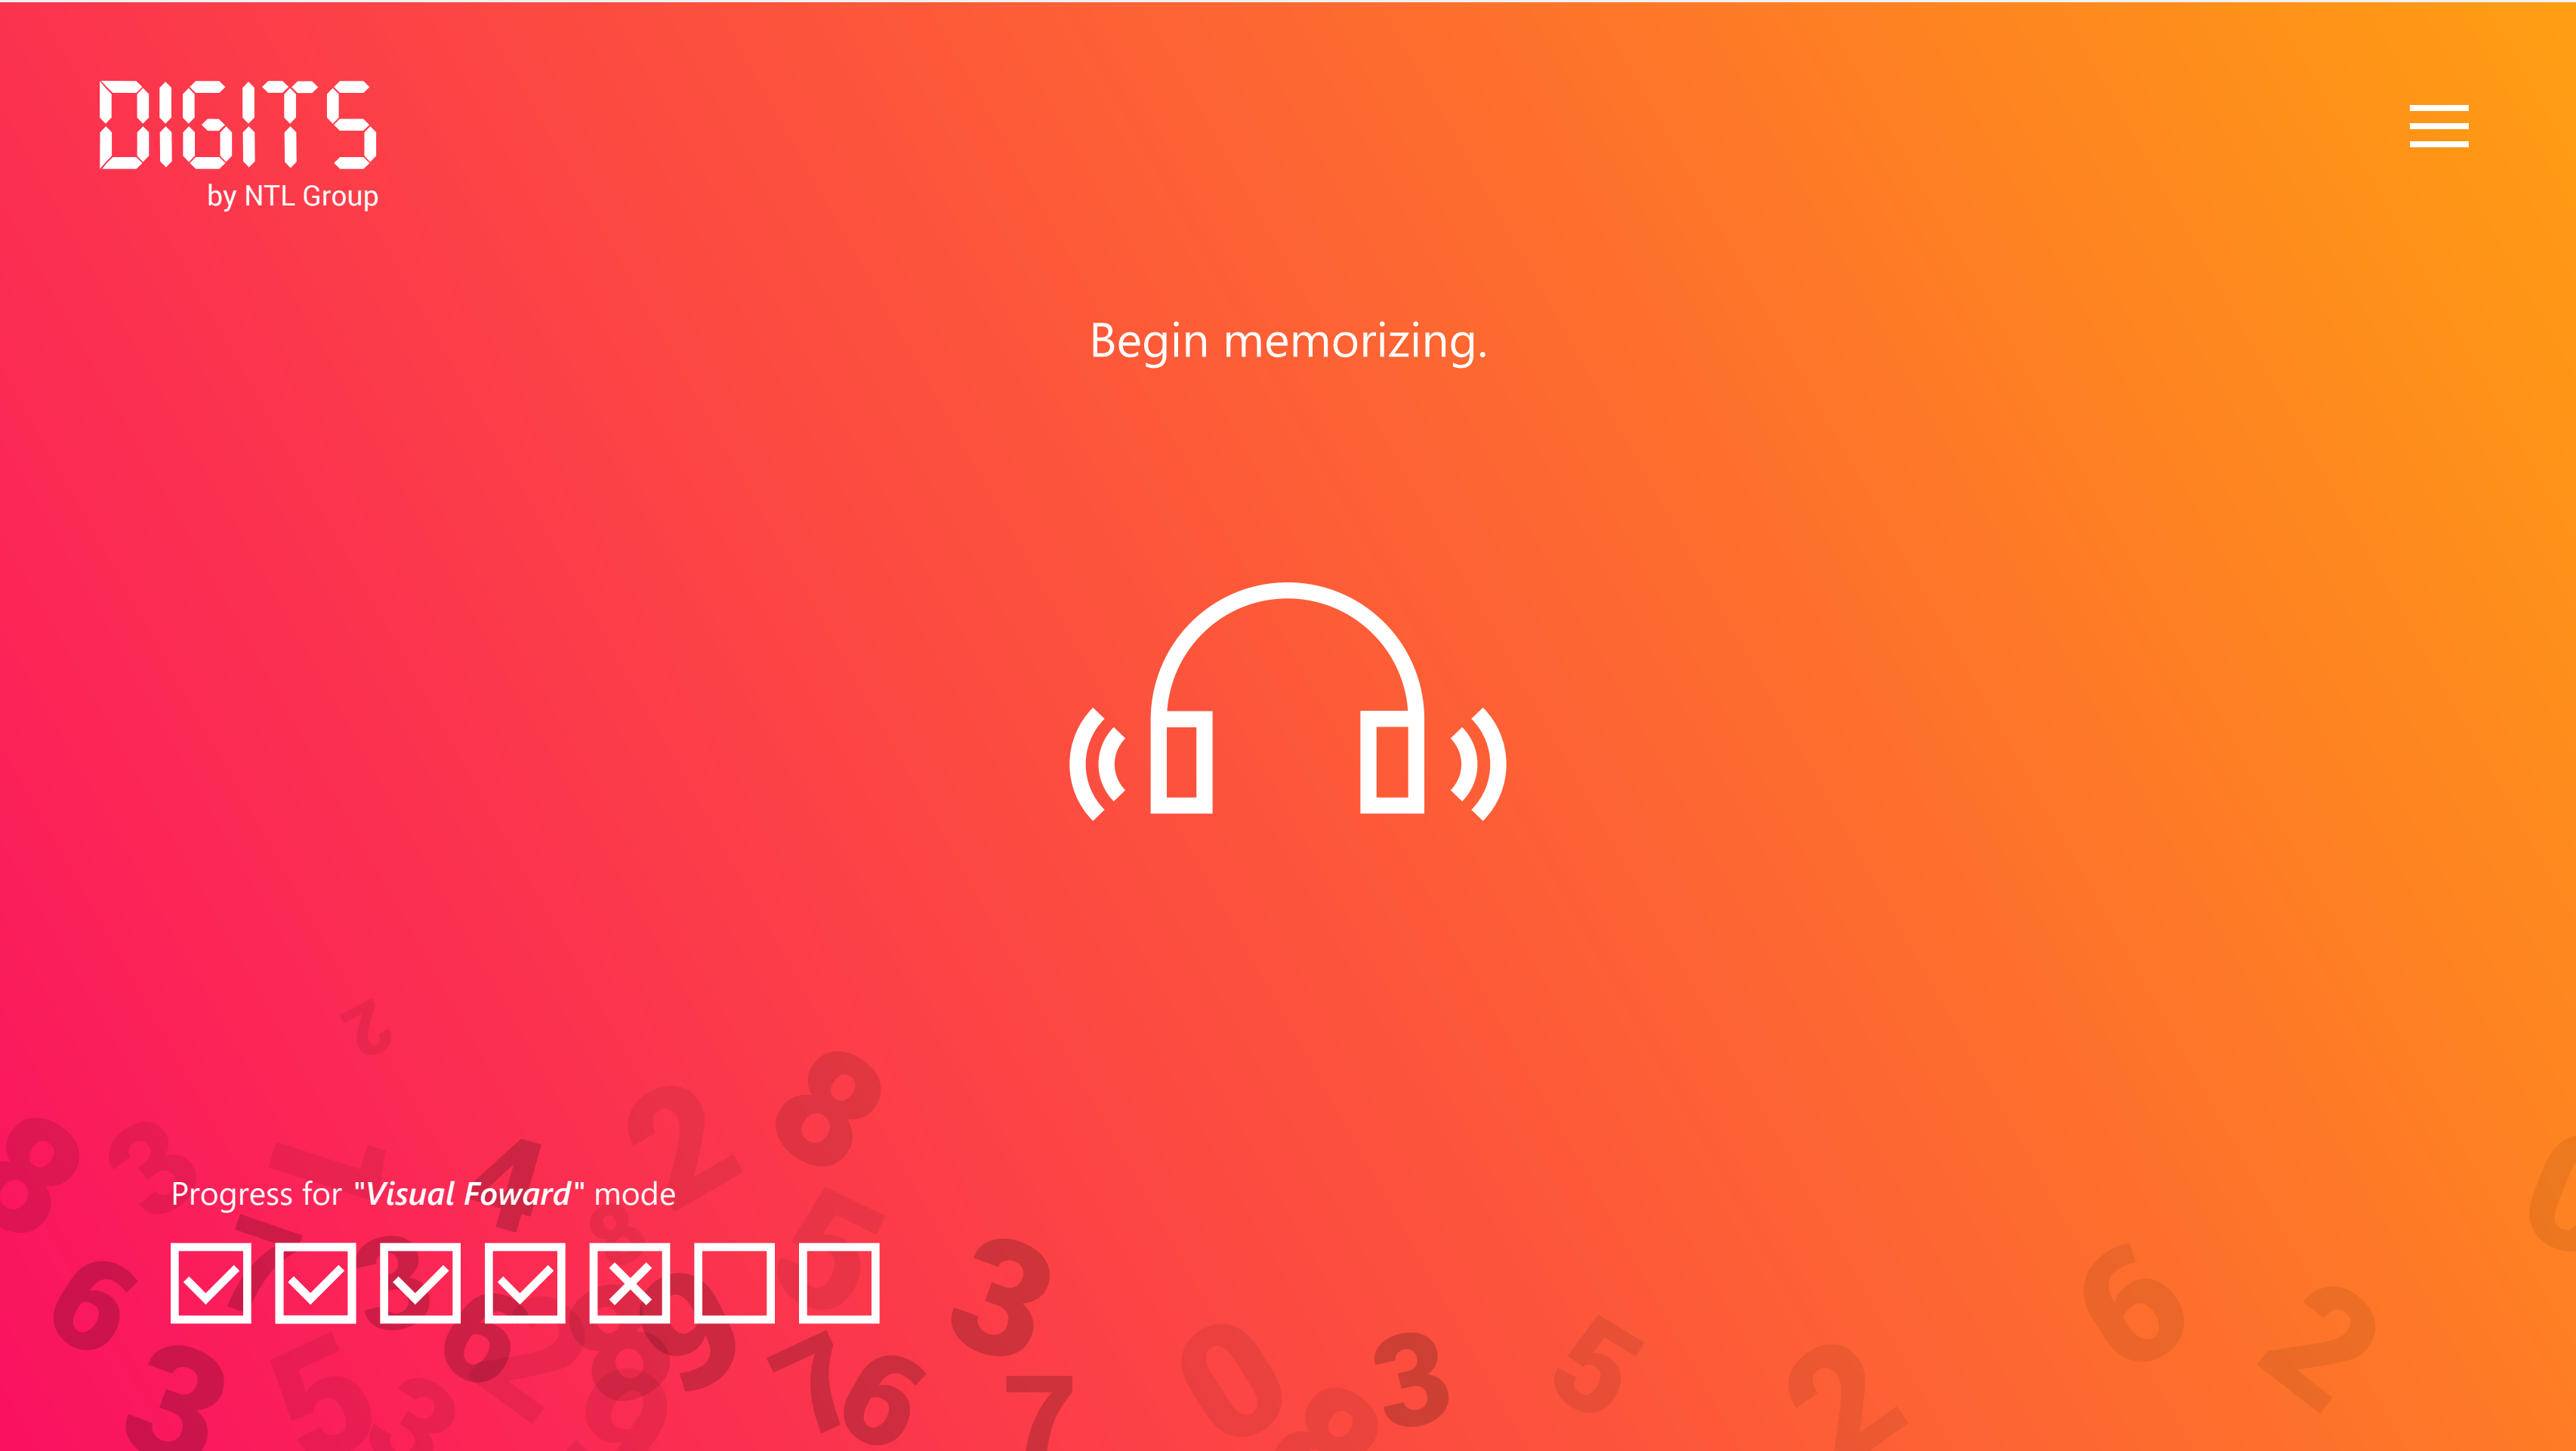 DIGITS
by NTL Group
Begin memorizing.
Progress for "Visual Foward" mode